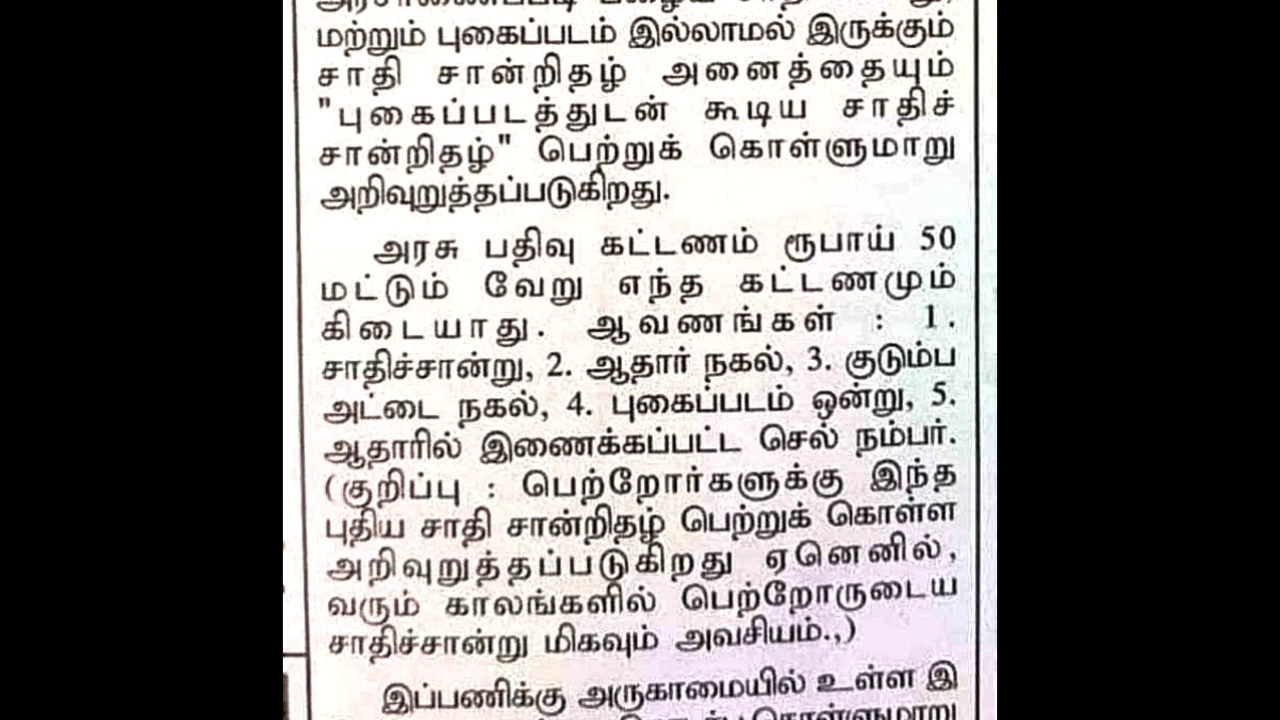 மற்றும் புகைப்படம் இல்லாமல் இருக்கும்
சாதி சான்றிதழ் அனைத்தையும்
"புகைப்படத்துடன் கூடிய சாதிச்
சான்றிதழ்" பெற்றுக் கொள்ளுமாறு
அறிவுறுத்தப்படுகிறது.
அரசு பதிவு கட்டணம் ரூபாய் 50
மட்டும் வேறு எந்த கட்டணமும்
கிடையாது. ஆவணங்கள் : 1.
சாதிச்சான்று, 2. ஆதார் நகல், 3. குடும்ப
அட்டை நகல், 4. புகைப்படம் ஒன்று, 5.
ஆதாரில் இணைக்கப்பட்ட செல் நம்பர்.
(குறிப்பு : பெற்றோர்களுக்கு இந்த
புதிய சாதி சான்றிதழ் பெற்றுக் கொள்ள
அறிவுறுத்தப்படுகிறது ஏனெனில்,
வரும் காலங்களில் பெற்றோருடைய
சாதிச்சான்று மிகவும் அவசியம்.,)
இப்பணிக்கு அருகாமையில் உள்ள இ
கொள்ளுமாறு